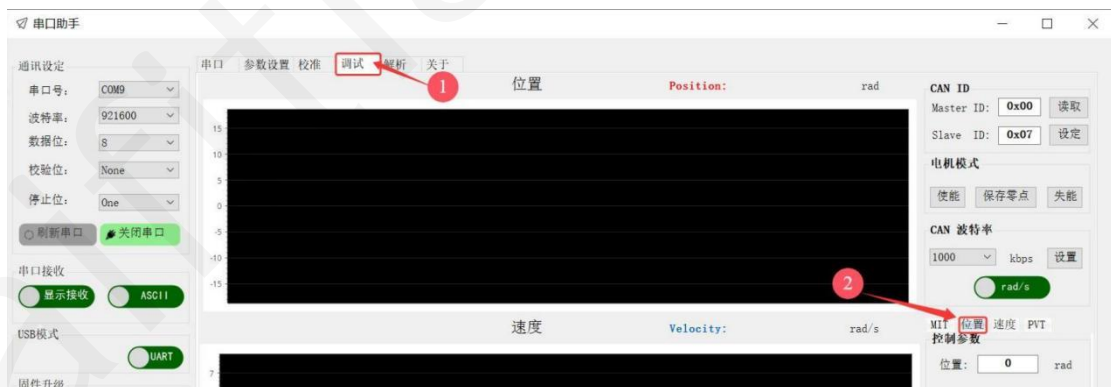 串口助手
通讯设定
串口号: COM9
波特率: 921600
数据位: 8
校验位: None
停止位: One
刷新串口 关闭串口
串口接收
显示接收 ASCII
USB模式
UART
固件升级
串口 参数设置 校准 调试 解析 关于
1
位置 Position: rad
15
10
5
0
-5
-10
-15
速度 Velocity: rad/s
7
CAN ID
Master ID: 0x00 读取
Slave ID: 0x07 设定
电机模式
使能 保存零点 失能
CAN 波特率
1000 kbps 设置
rad/s
2
MIT 位置 速度 PVT
控制参数
位置: 0 rad